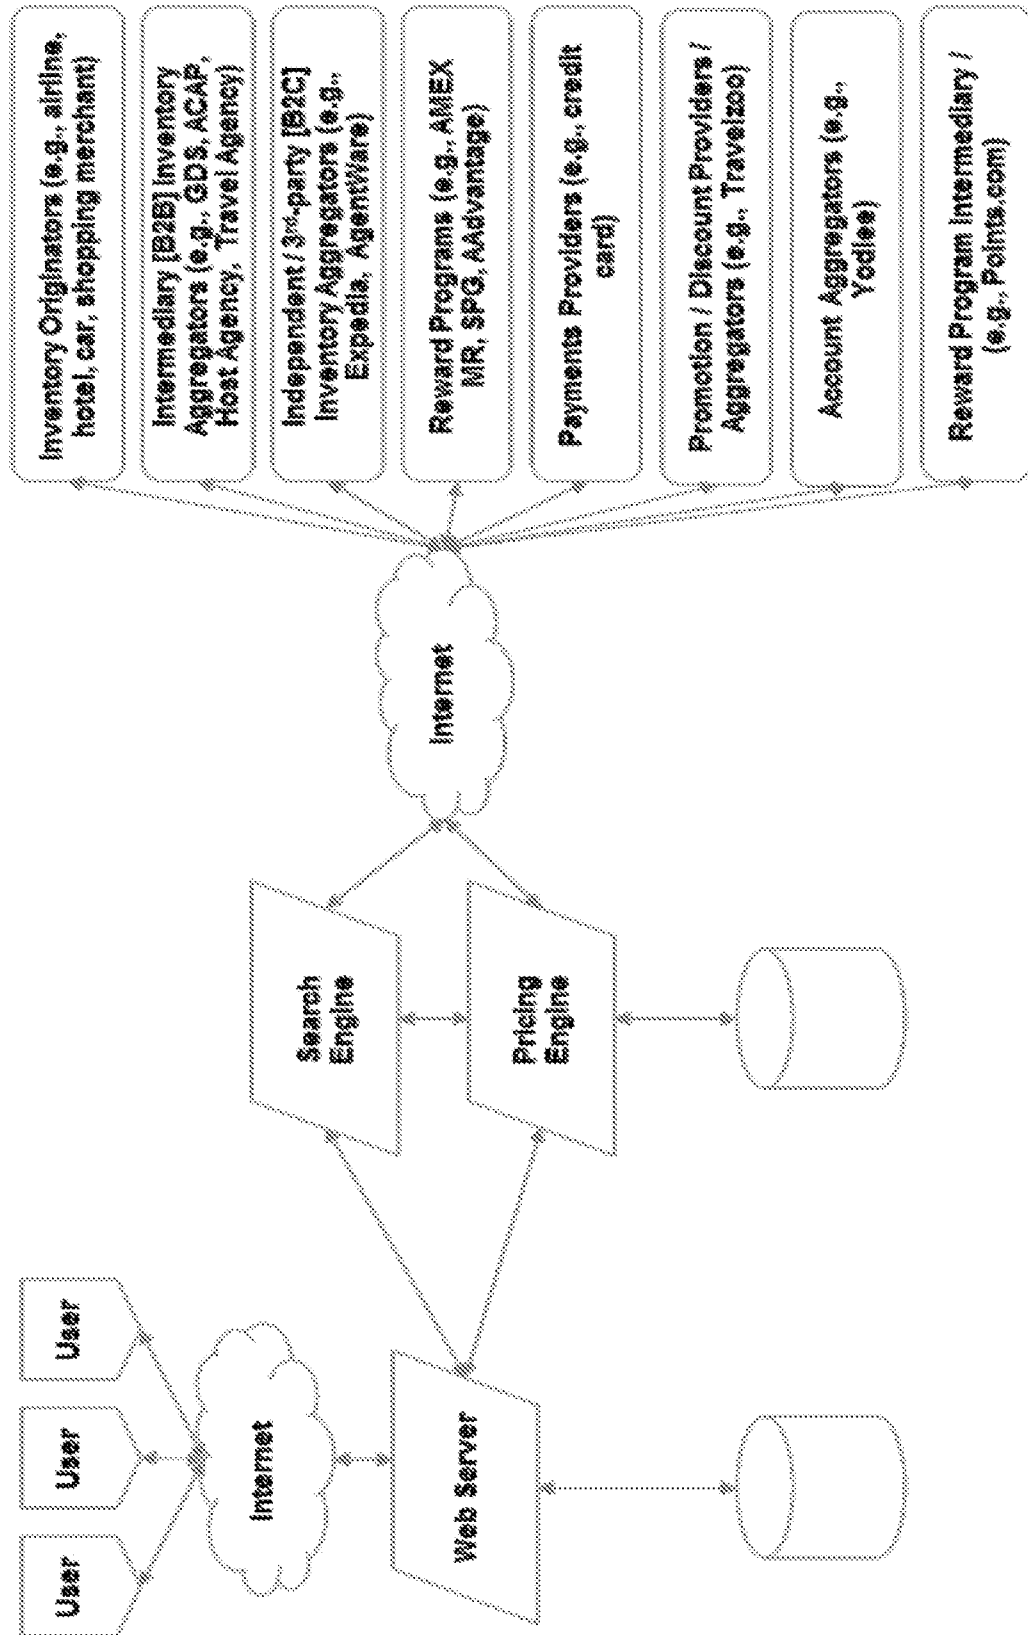 User
User
User
Internet
Web Server
Search
Engine
Pricing
Engine
Internet
Inventory Originators (e.g., airline,
hotel, car, shopping merchant)
Intermediary [B2B] Inventory
Aggregators (e.g., GDS, ACAP,
Host Agency, Travel Agency)
Independent / 3rd-party [B2C]
Inventory Aggregators (e.g.,
Expedia, AgentWare)
Reward Programs (e.g., AMEX
MR, SPG, AAdvantage)
Payments Providers (e.g., credit
card)
Promotion / Discount Providers /
Aggregators (e.g., Travelzoo)
Account Aggregators (e.g.,
Yodlee)
Reward Program Intermediary /
(e.g., Points.com)